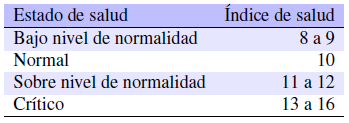 Estado de salud Índice de salud
Bajo nivel de normalidad 8 a 9
Normal 10
Sobre nivel de normalidad 11 a 12
Crítico 13 a 16